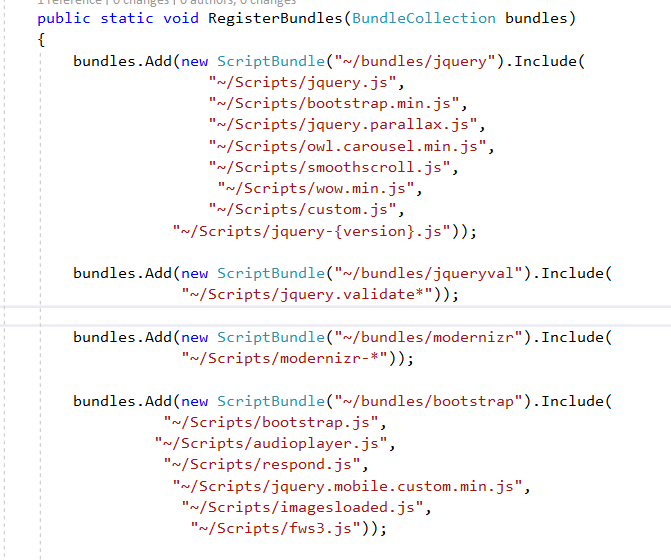 1 reference | 0 changes | 0 authors, 0 changes
public static void RegisterBundles(BundleCollection bundles)
{
bundles.Add(new ScriptBundle("~/bundles/jquery").Include(
"~/Scripts/jquery.js",
"~/Scripts/bootstrap.min.js",
"~/Scripts/jquery.parallax.js",
"~/Scripts/owl.carousel.min.js",
"~/Scripts/smoothscroll.js",
"~/Scripts/wow.min.js",
"~/Scripts/custom.js",
"~/Scripts/jquery-{version}.js"));
bundles.Add(new ScriptBundle("~/bundles/jqueryval").Include(
"~/Scripts/jquery.validate*"));
bundles.Add(new ScriptBundle("~/bundles/modernizr").Include(
"~/Scripts/modernizr-*"));
bundles.Add(new ScriptBundle("~/bundles/bootstrap").Include(
"~/Scripts/bootstrap.js",
"~/Scripts/audioplayer.js",
"~/Scripts/respond.js",
"~/Scripts/jquery.mobile.custom.min.js",
"~/Scripts/imagesloaded.js",
"~/Scripts/fws3.js"));